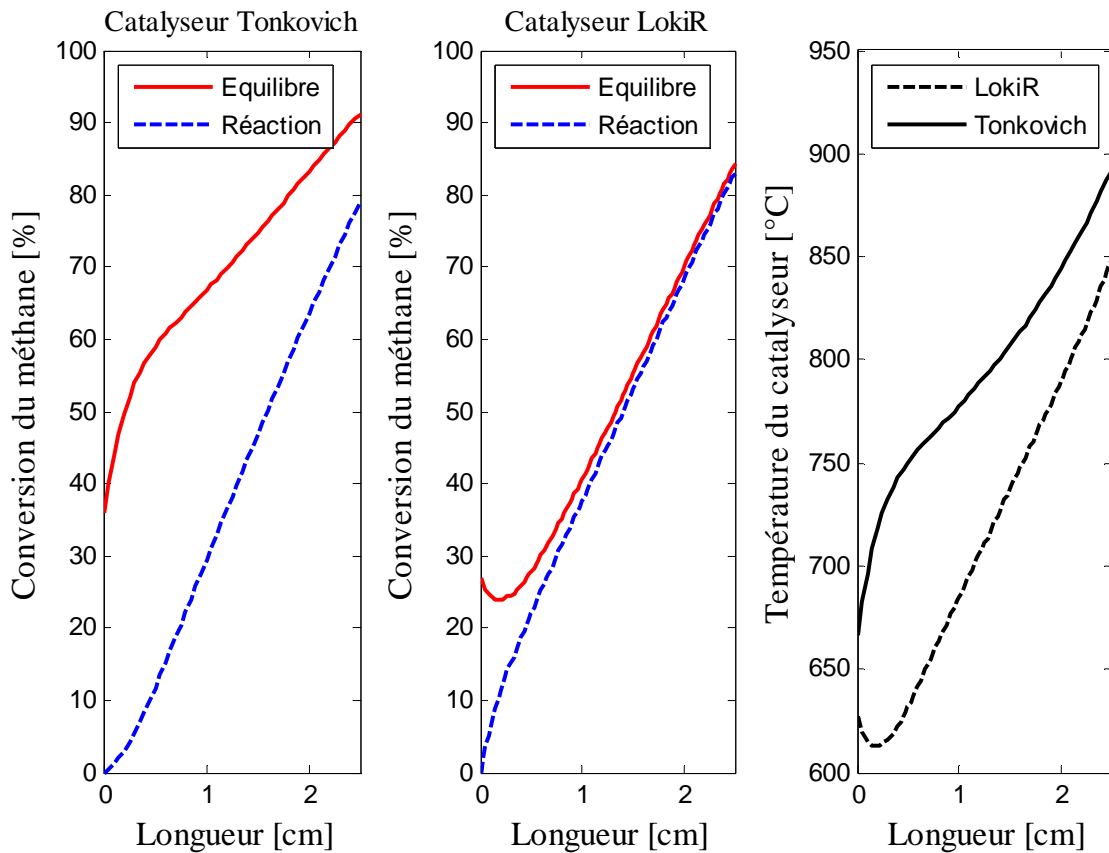 Catalyseur Tonkovich
Conversion du méthane [%]
100
90
80
70
60
50
40
30
20
10
0
Equilibre
Réaction
0 1 2
Longueur [cm]
Catalyseur LokiR
Conversion du méthane [%]
100
90
80
70
60
50
40
30
20
10
0
Equilibre
Réaction
0 1 2
Longueur [cm]
Température du catalyseur [°C]
950
900
850
800
750
700
650
600
LokiR
Tonkovich
0 1 2
Longueur [cm]